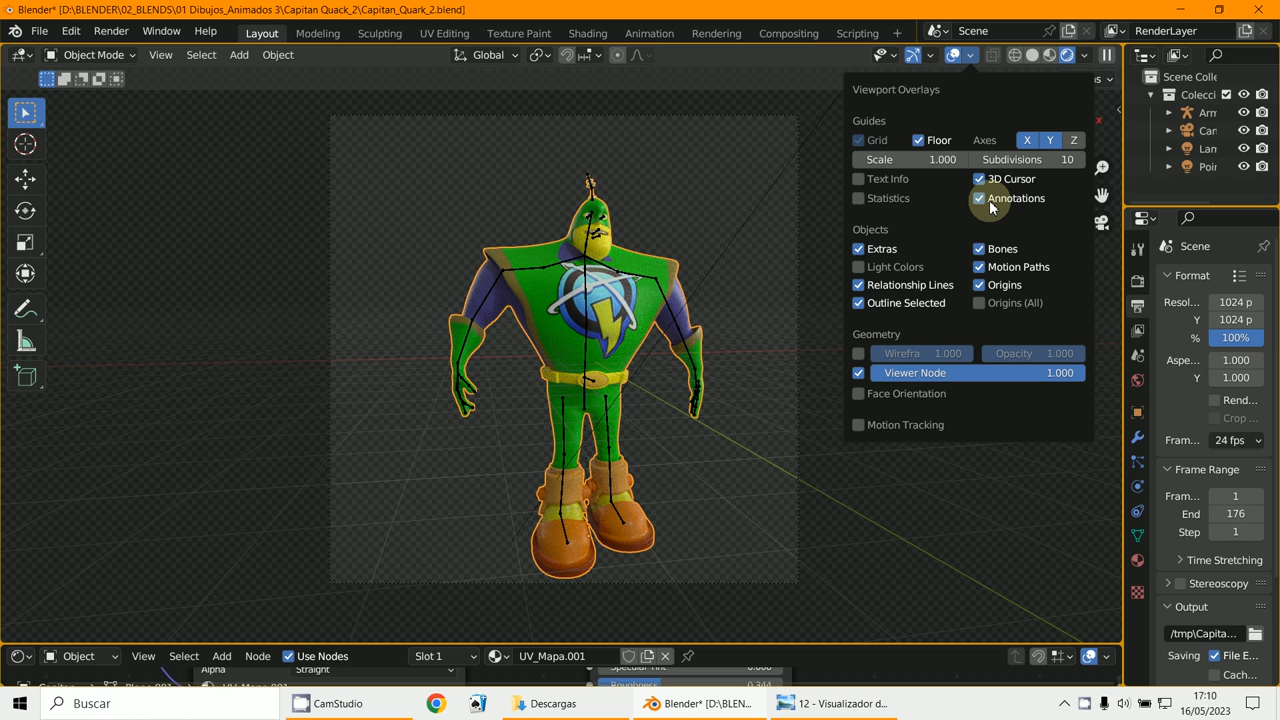 Blender* [D:\BLENDER\02_BLENDS\01 Dibujos_Animados 3\Capitan Quack_2\Capitan_Quark_2.blend]
File Edit Render Window Help Layout Modeling Sculpting UV Editing Texture Paint Shading Animation Rendering Compositing Scripting + Scene RenderLayer
Object Mode View Select Add Object Global
Viewport Overlays
Guides
Grid Floor Axes X Y Z
Scale 1.000 Subdivisions 10
Text Info 3D Cursor
Statistics Annotations
Objects
Extras Bones
Light Colors Motion Paths
Relationship Lines Origins
Outline Selected Origins (All)
Geometry
Wirefra 1.000 Opacity 1.000
Viewer Node 1.000
Face Orientation
Motion Tracking
Scene Colle
Colecci
Arm
Can
Lan
Poir
Scene
Format
Resol... 1024 p
Y 1024 p
% 100%
Aspe... 1.000
Y 1.000
Rend...
Crop ...
Fram... 24 fps
Frame Range
Fram... 1
End 176
Step 1
Time Stretching
Stereoscopy
Output
/tmp\Capita...
Saving File E...
Cach...
Object View Select Add Node Use Nodes Slot 1 UV_Mapa.001
Alpha Straight
Roughness 0.344
Buscar CamStudio Descargas Blender* [D:\BLEN... 12 - Visualizador d...
17:10
16/05/2023